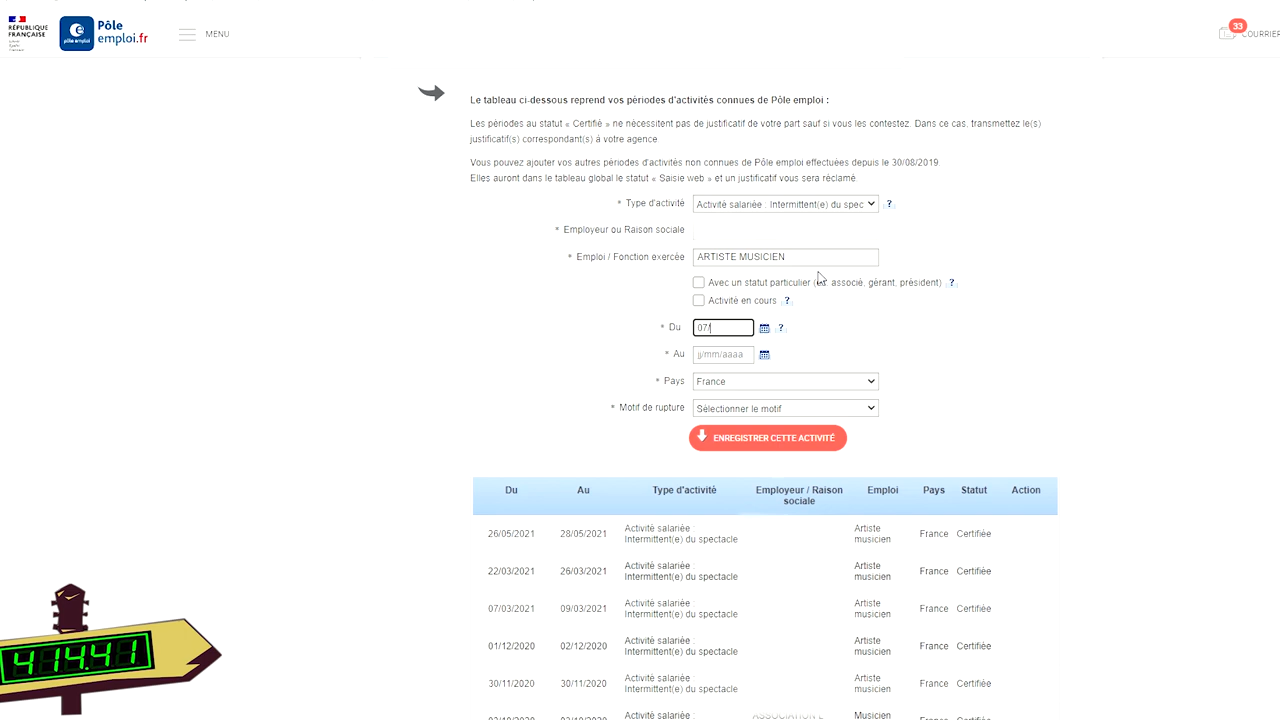 RÉPUBLIQUE
FRANÇAISE
pôle emploi
Pôle
emploi.fr
MENU
33
COURRIER
Le tableau ci-dessous reprend vos périodes d'activités connues de Pôle emploi :
Les périodes au statut « Certifié » ne nécessitent pas de justificatif de votre part sauf si vous les contestez. Dans ce cas, transmettez le(s)
justificatif(s) correspondant(s) à votre agence.
Vous pouvez ajouter vos autres périodes d'activités non connues de Pôle emploi effectuées depuis le 30/08/2019.
Elles auront dans le tableau global le statut « Saisie web » et un justificatif vous sera réclamé.
* Type d'activité
Activité salariée : Intermittent(e) du spec
?
* Employeur ou Raison sociale
* Emploi / Fonction exercée
ARTISTE MUSICIEN
Avec un statut particulier ( associé, gérant, président) ?
Activité en cours ?
* Du
07/
?
* Au
jj/mm/aaaa
* Pays
France
* Motif de rupture
Sélectionner le motif
ENREGISTRER CETTE ACTIVITÉ
Du Au Type d'activité Employeur / Raison sociale Emploi Pays Statut Action
26/05/2021 28/05/2021 Activité salariée : Intermittent(e) du spectacle Artiste musicien France Certifiée
22/03/2021 26/03/2021 Activité salariée : Intermittent(e) du spectacle Artiste musicien France Certifiée
07/03/2021 09/03/2021 Activité salariée : Intermittent(e) du spectacle Artiste musicien France Certifiée
01/12/2020 02/12/2020 Activité salariée : Intermittent(e) du spectacle Artiste musicien France Certifiée
30/11/2020 30/11/2020 Activité salariée : Intermittent(e) du spectacle Artiste musicien France Certifiée
Activité salariée : ASSOCIATION Musicien France Certifiée
414.41